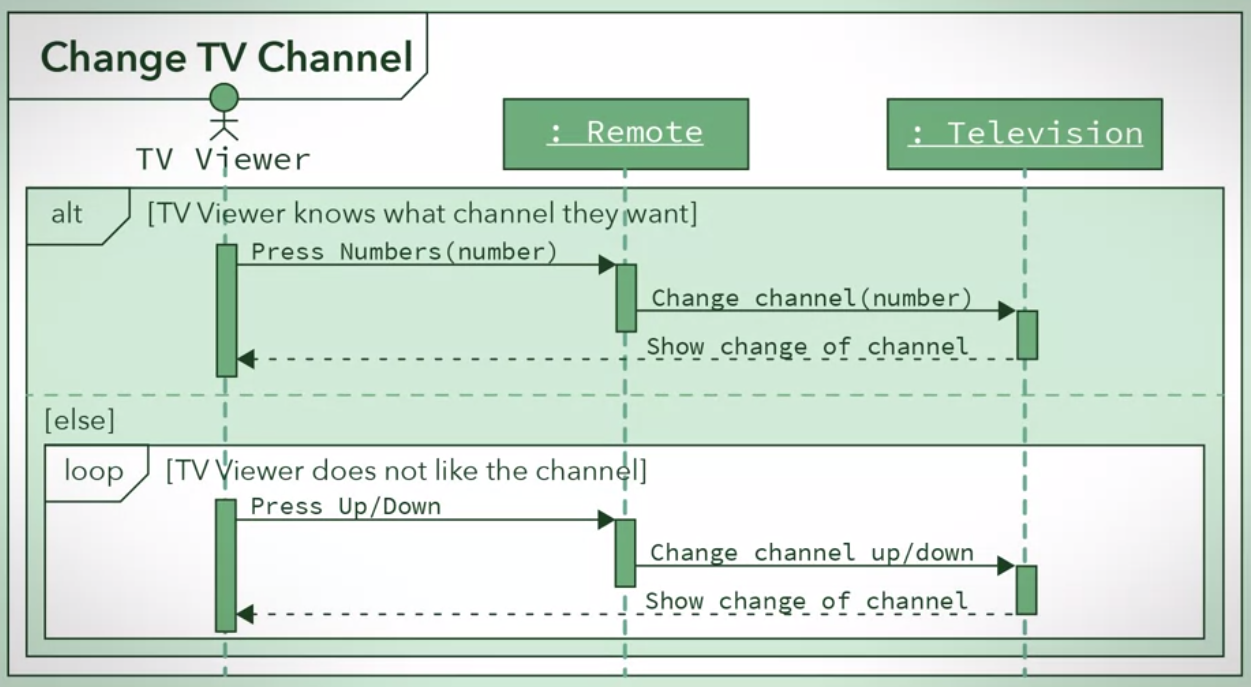 Change TV Channel
TV Viewer
: Remote
: Television
alt
[TV Viewer knows what channel they want]
Press Numbers(number)
Change channel(number)
Show change of channel
[else]
loop
[TV Viewer does not like the channel]
Press Up/Down
Change channel up/down
Show change of channel